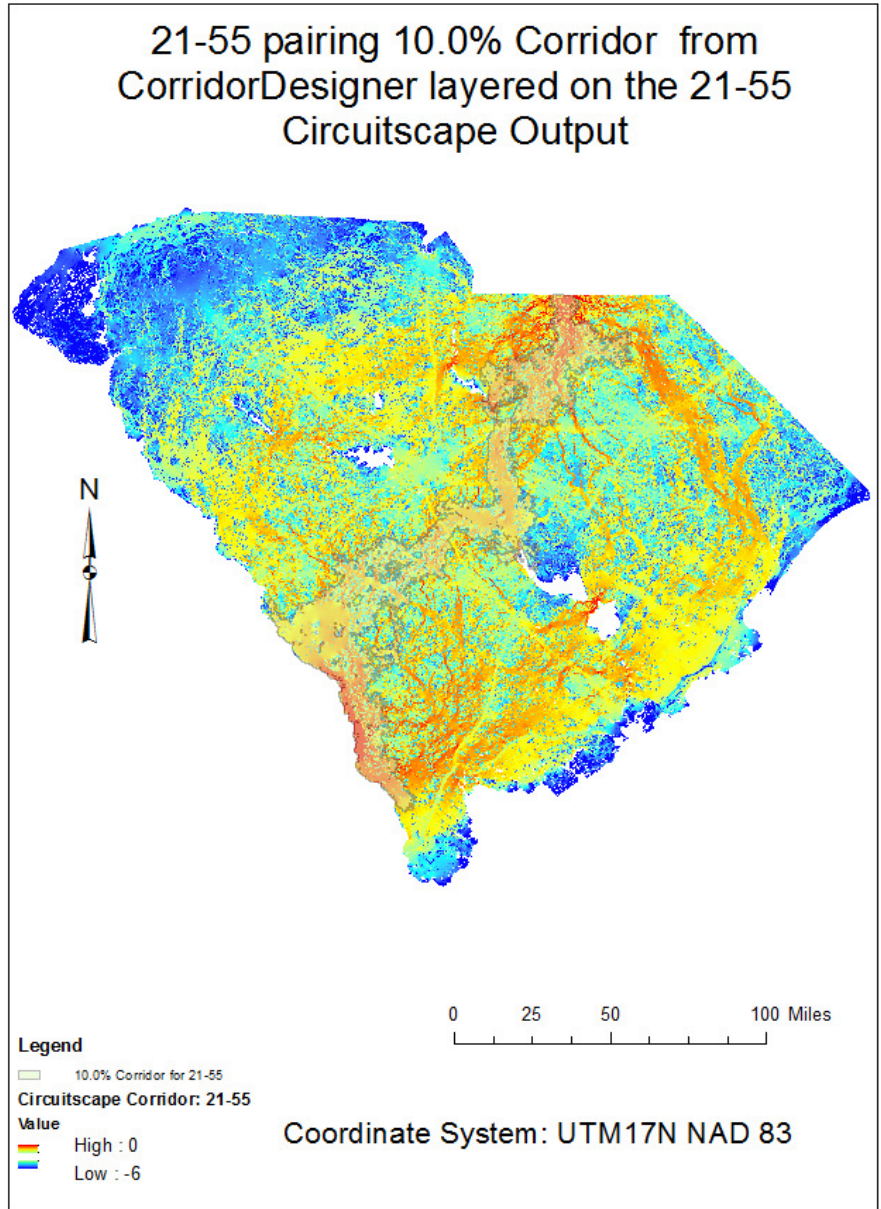 21-55 pairing 10.0% Corridor from
CorridorDesigner layered on the 21-55
Circuitscape Output
N
0 25 50 100 Miles
Legend
10.0% Corridor for 21-55
Circuitscape Corridor: 21-55
Value
High : 0
Low : -6
Coordinate System: UTM17N NAD 83